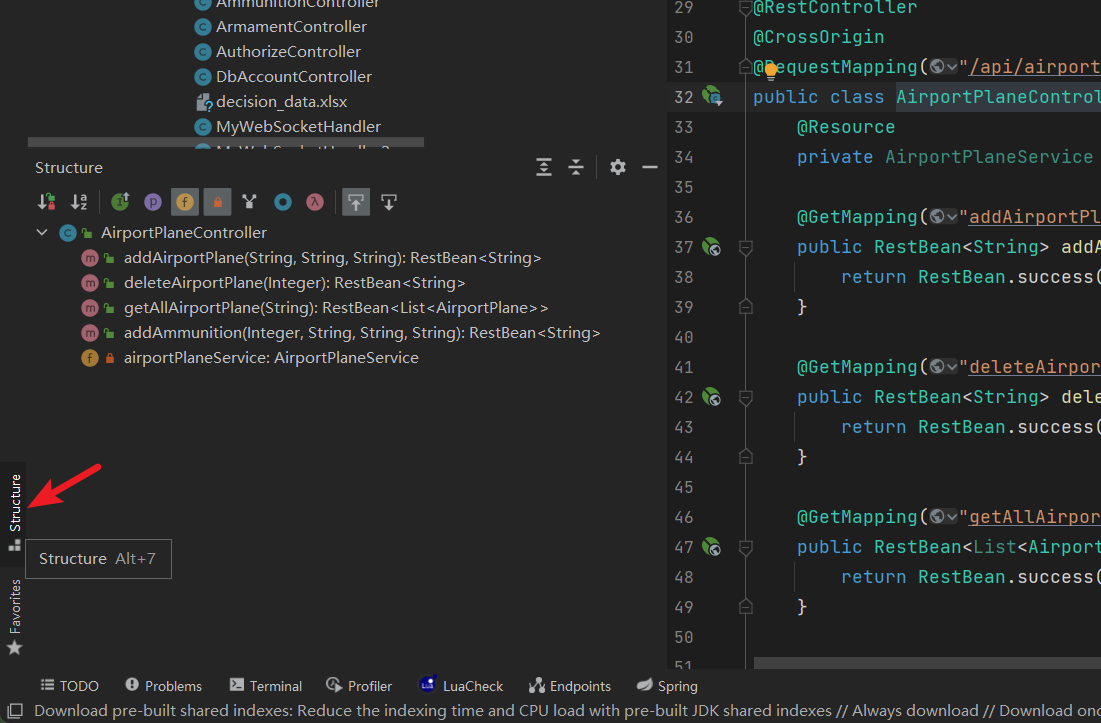 AmmunitionController
ArmamentController
AuthorizeController
DbAccountController
decision_data.xlsx
MyWebSocketHandler
Structure
AirportPlaneController
addAirportPlane(String, String, String): RestBean<String>
deleteAirportPlane(Integer): RestBean<String>
getAllAirportPlane(String): RestBean<List<AirportPlane>>
addAmmunition(Integer, String, String, String): RestBean<String>
airportPlaneService: AirportPlaneService
Structure
Structure Alt+7
Favorites
29 @RestController
30 @CrossOrigin
31 @RequestMapping("/api/airport
32 public class AirportPlaneControl
33 @Resource
34 private AirportPlaneService
35
36 @GetMapping("addAirportPl
37 public RestBean<String> addA
38 return RestBean.success(
39 }
40
41 @GetMapping("deleteAirpor
42 public RestBean<String> dele
43 return RestBean.success(
44 }
45
46 @GetMapping("getAllAirpor
47 public RestBean<List<Airport
48 return RestBean.success(
49 }
50
51
TODO Problems Terminal Profiler LuaCheck Endpoints Spring
Download pre-built shared indexes: Reduce the indexing time and CPU load with pre-built JDK shared indexes // Always download // Download onc